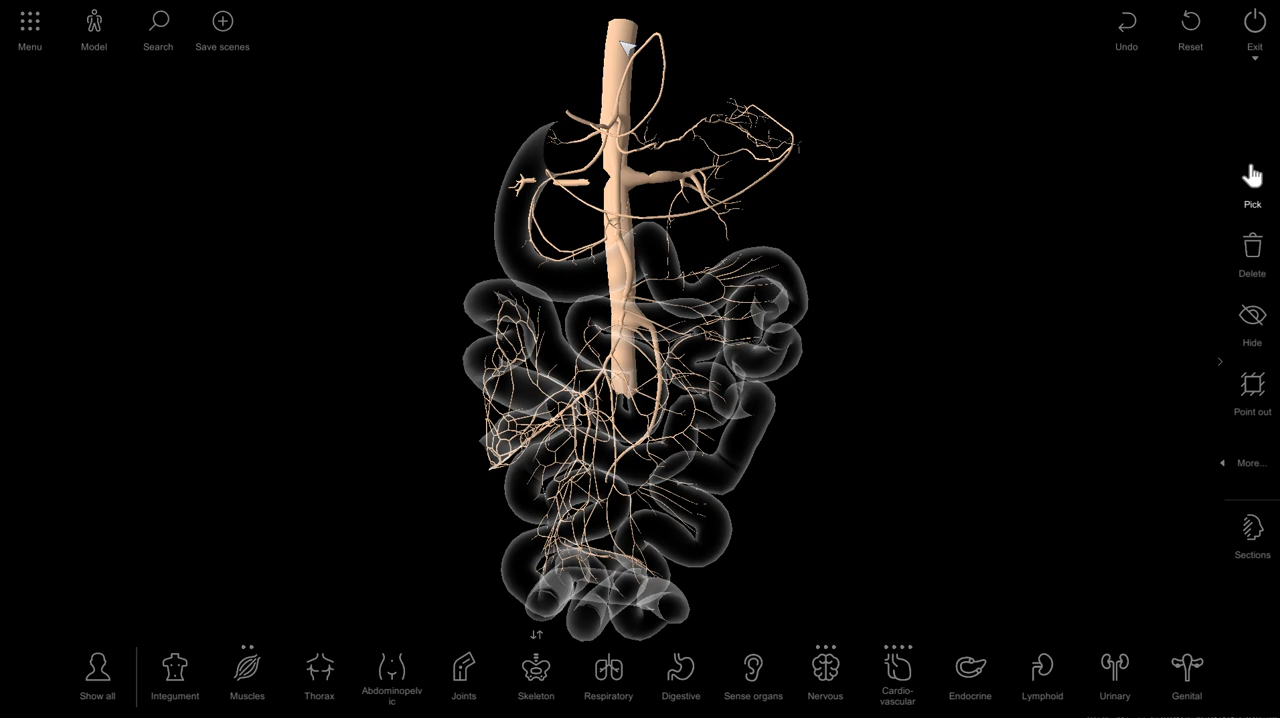 Menu
Model
Search
Save scenes
Undo
Reset
Exit
Pick
Delete
Hide
Point out
More...
Sections
Show all
Integument
Muscles
Thorax
Abdominopelv
ic
Joints
Skeleton
Respiratory
Digestive
Sense organs
Nervous
Cardio-
vascular
Endocrine
Lymphoid
Urinary
Genital